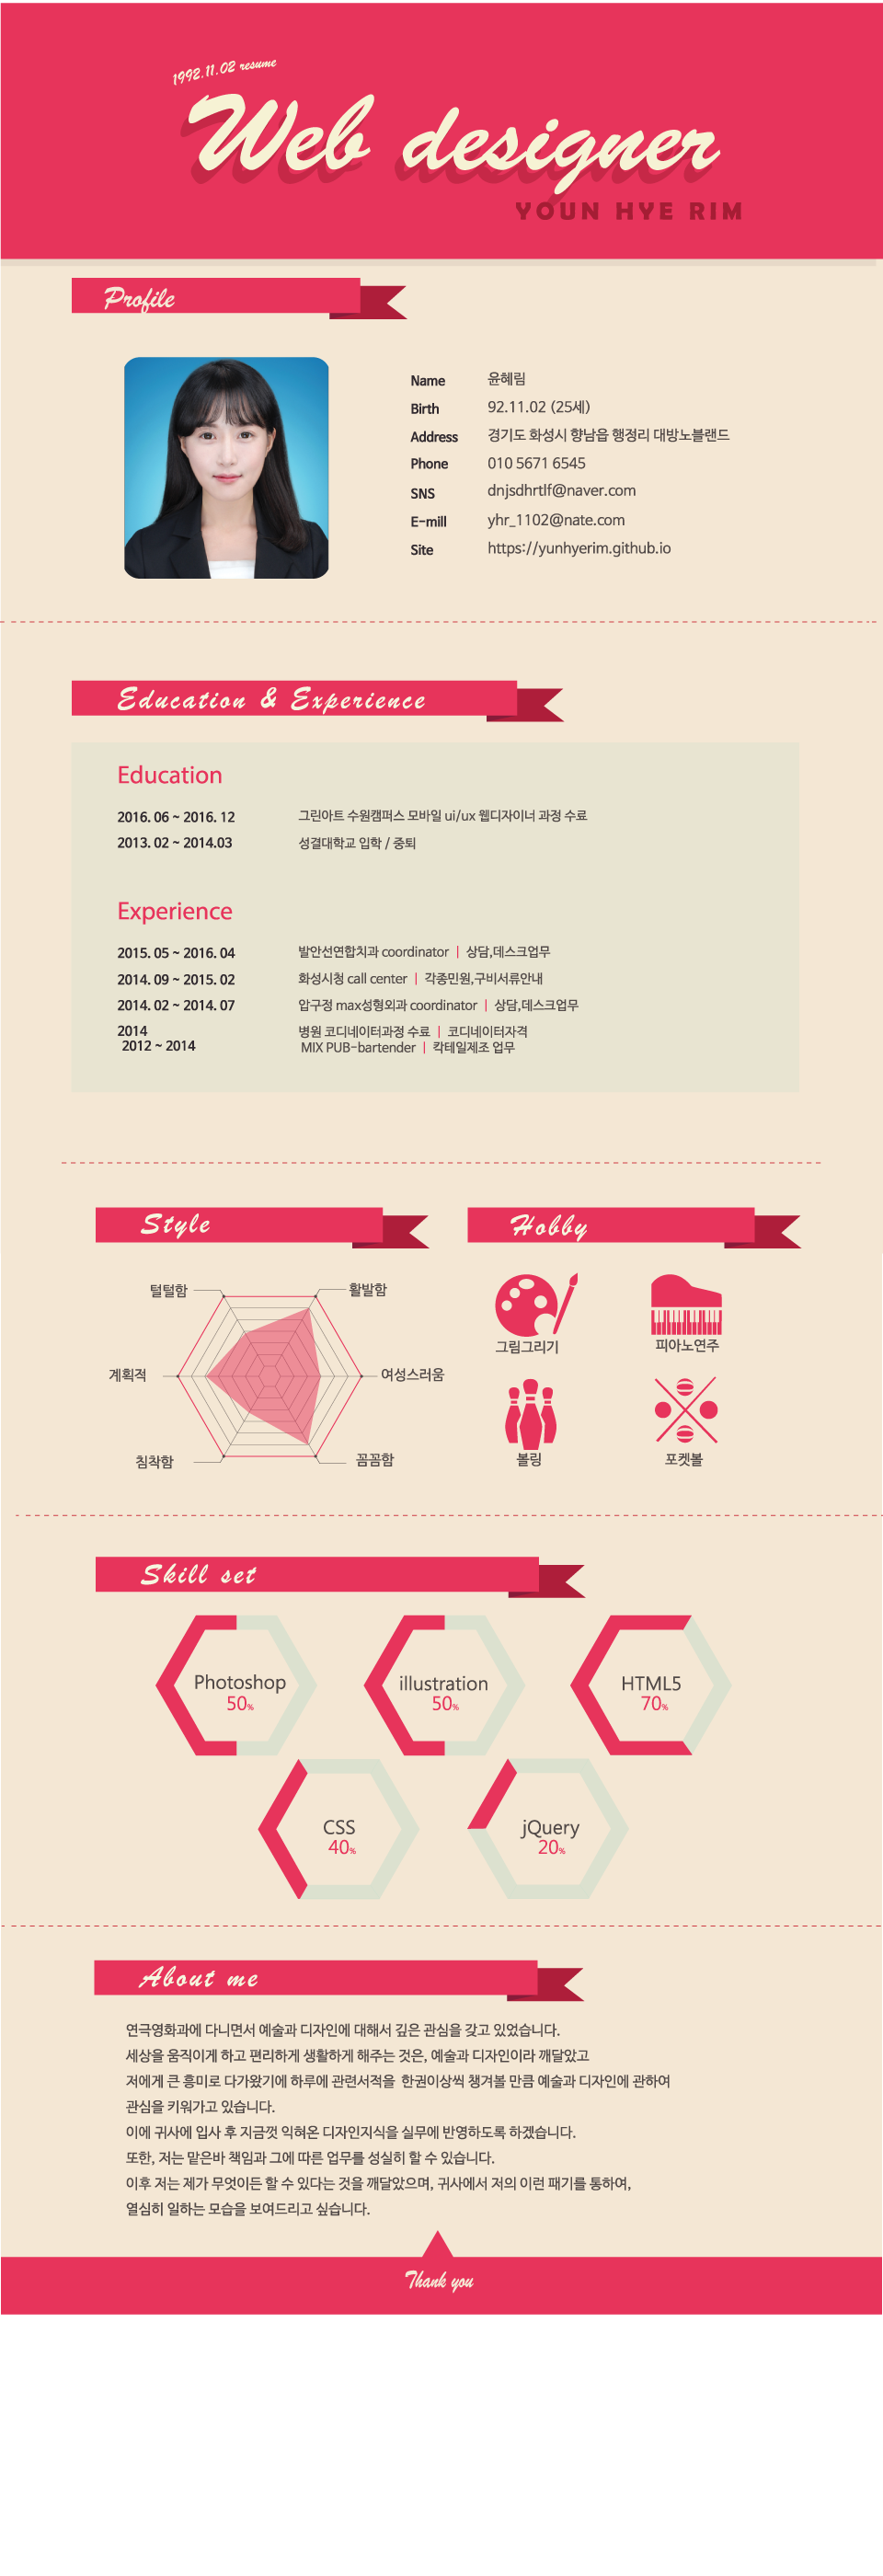 1992.11.02 resume
Web designer
YOUN HYE RIM
Profile
Name 윤혜림
Birth 92.11.02 (25세)
Address 경기도 화성시 향남읍 행정리 대방노블랜드
Phone 010 5671 6545
SNS dnjsdhrtlf@naver.com
E-mill yhr_1102@nate.com
Site https://yunhyerim.github.io
Education & Experience
Education
2016. 06 ~ 2016. 12 그린아트 수원캠퍼스 모바일 ui/ux 웹디자이너 과정 수료
2013. 02 ~ 2014.03 성결대학교 입학 / 중퇴
Experience
2015. 05 ~ 2016. 04 발안선연합치과 coordinator | 상담,데스크업무
2014. 09 ~ 2015. 02 화성시청 call center | 각종민원,구비서류안내
2014. 02 ~ 2014. 07 압구정 max성형외과 coordinator | 상담,데스크업무
2014 병원 코디네이터과정 수료 | 코디네이터자격
2012 ~ 2014 MIX PUB-bartender | 칵테일제조 업무
Style
털털함 활발함
계획적 여성스러움
침착함 꼼꼼함
Hobby
그림그리기 피아노연주
볼링 포켓볼
Skill set
Photoshop
50%
illustration
50%
HTML5
70%
CSS
40%
jQuery
20%
About me
연극영화과에 다니면서 예술과 디자인에 대해서 깊은 관심을 갖고 있었습니다.
세상을 움직이게 하고 편리하게 생활하게 해주는 것은, 예술과 디자인이라 깨달았고
저에게 큰 흥미로 다가왔기에 하루에 관련서적을 한권이상씩 챙겨볼 만큼 예술과 디자인에 관하여
관심을 키워가고 있습니다.
이에 귀사에 입사 후 지금껏 익혀온 디자인지식을 실무에 반영하도록 하겠습니다.
또한, 저는 맡은바 책임과 그에 따른 업무를 성실히 할 수 있습니다.
이후 저는 제가 무엇이든 할 수 있다는 것을 깨달았으며, 귀사에서 저의 이런 패기를 통하여,
열심히 일하는 모습을 보여드리고 싶습니다.
Thank you